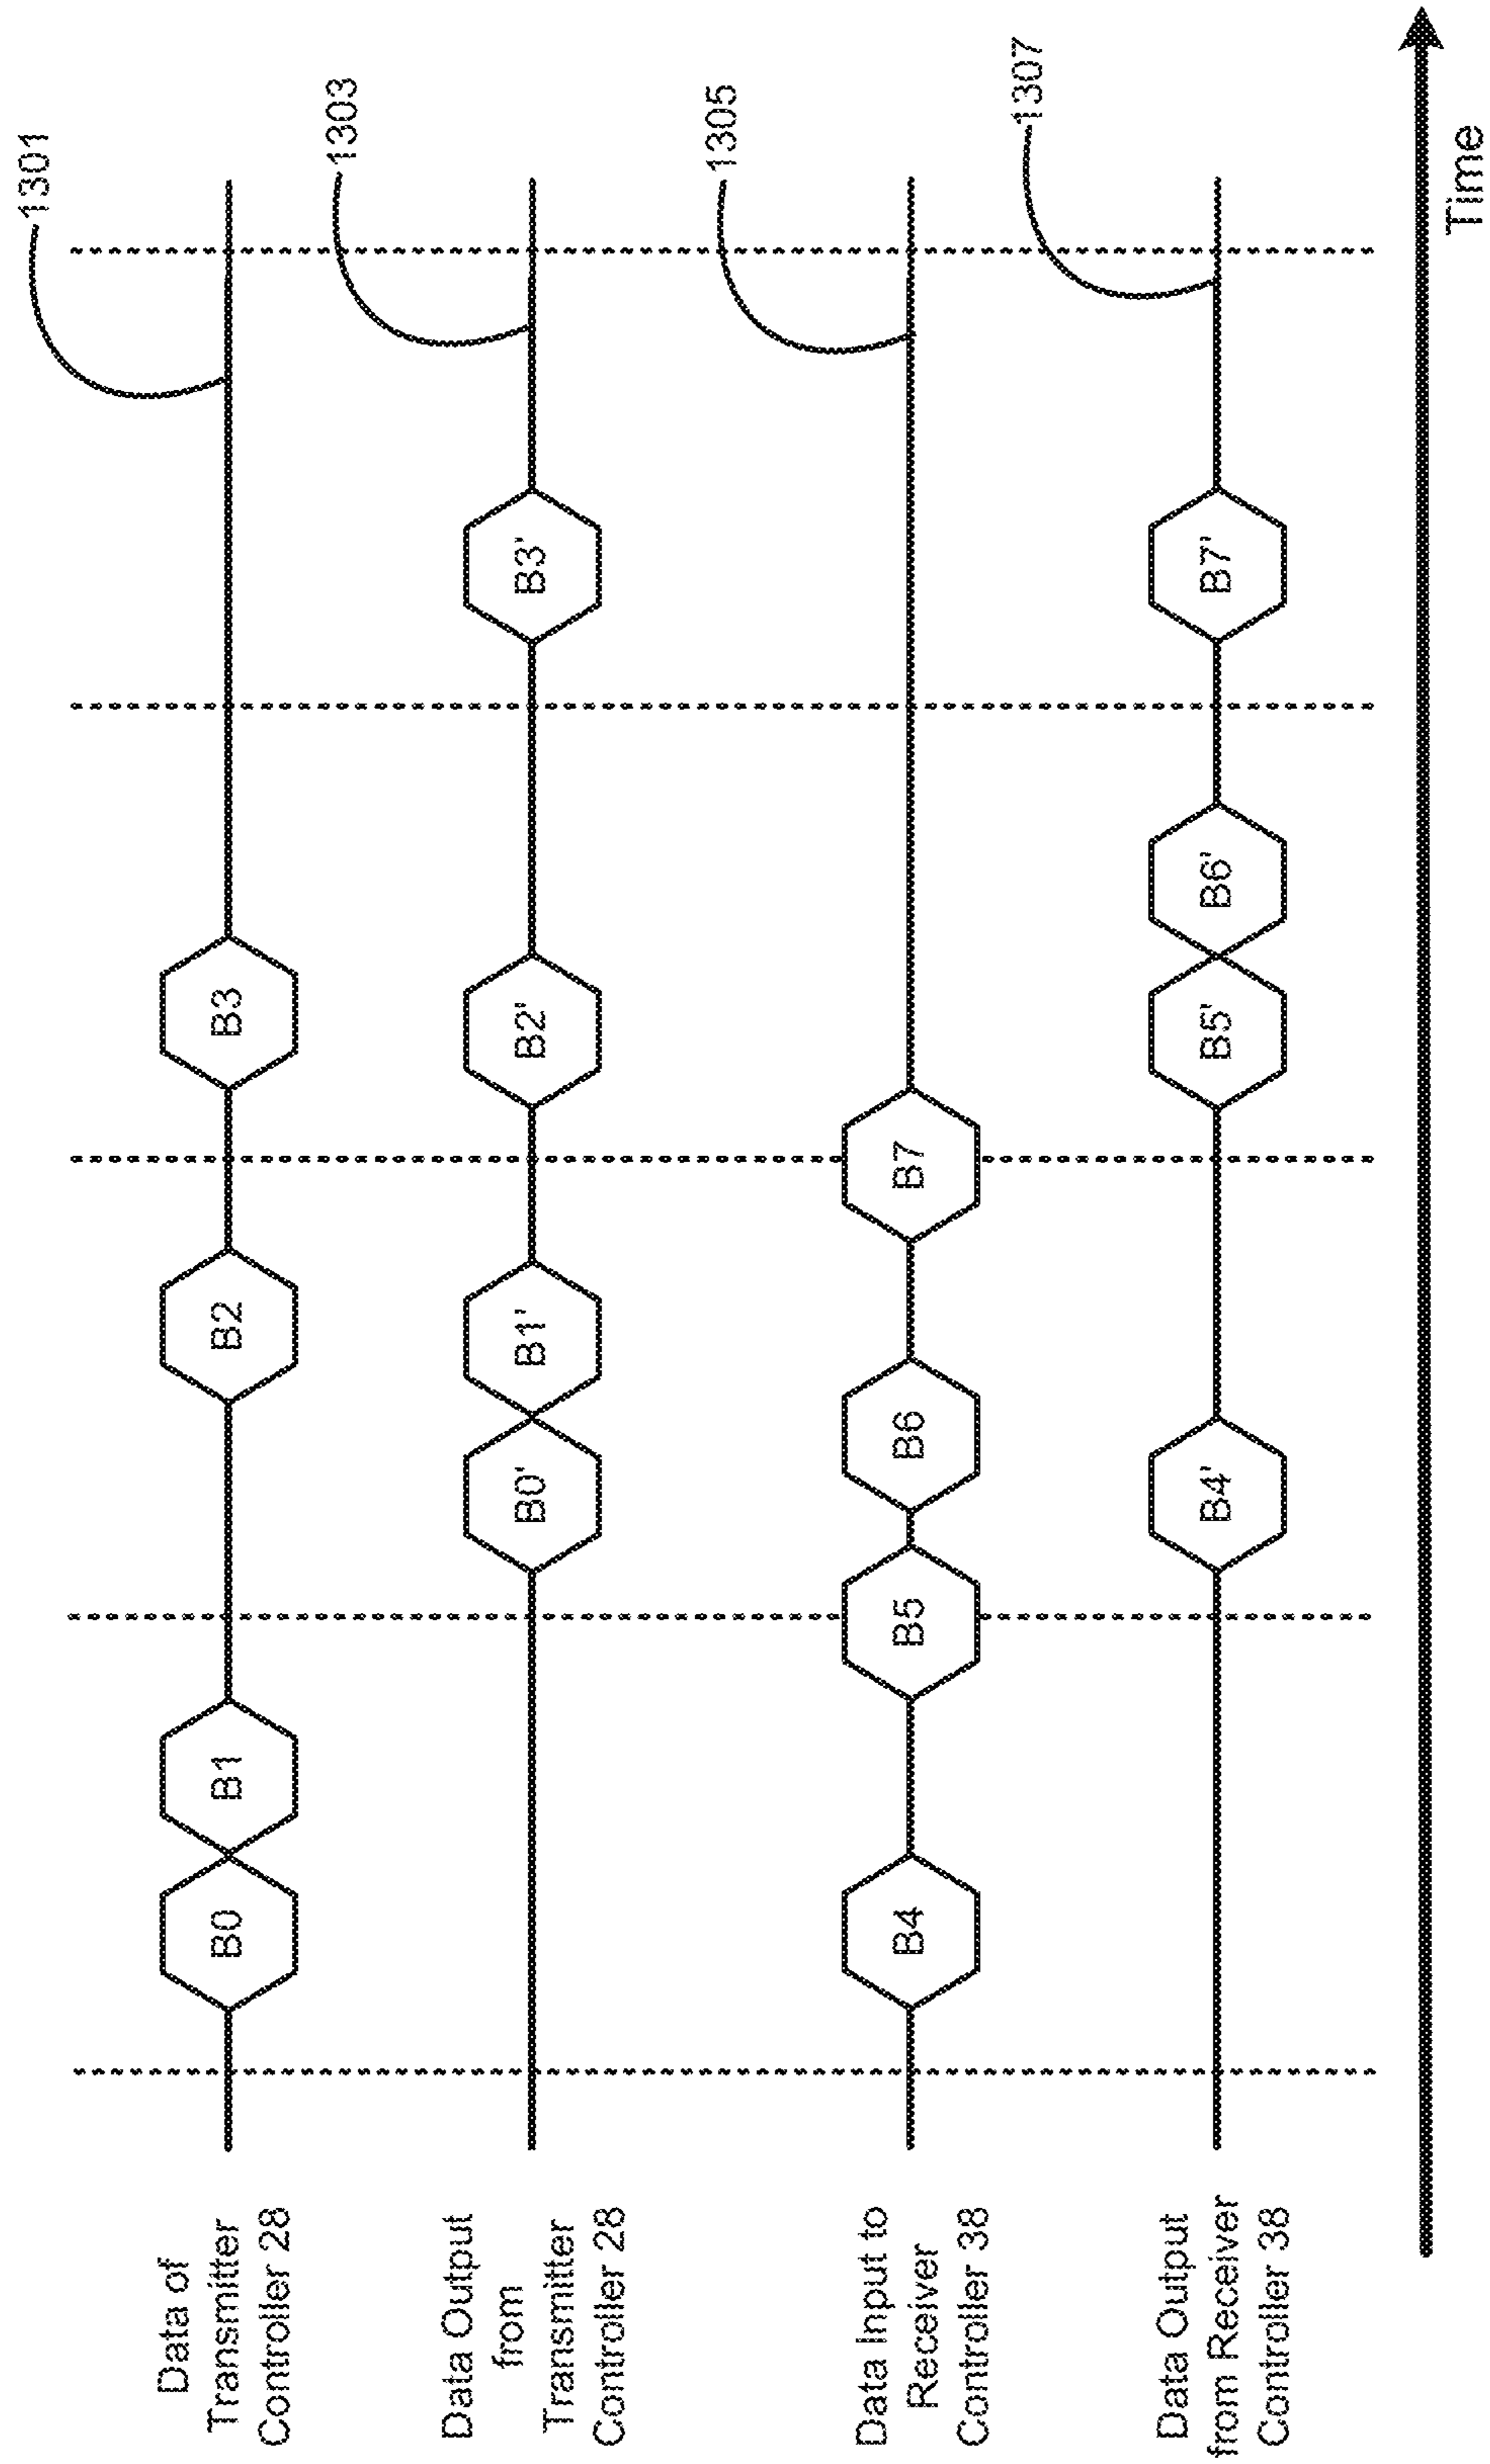 1301
Data of
Transmitter
Controller 28
B0
B1
B2
B3
1303
Data Output
from
Transmitter
Controller 28
B0'
B1'
B2'
B3'
1305
Data Input to
Receiver
Controller 38
B4
B5
B6
B7
1307
Data Output
from Receiver
Controller 38
B4'
B5'
B6'
B7'
Time